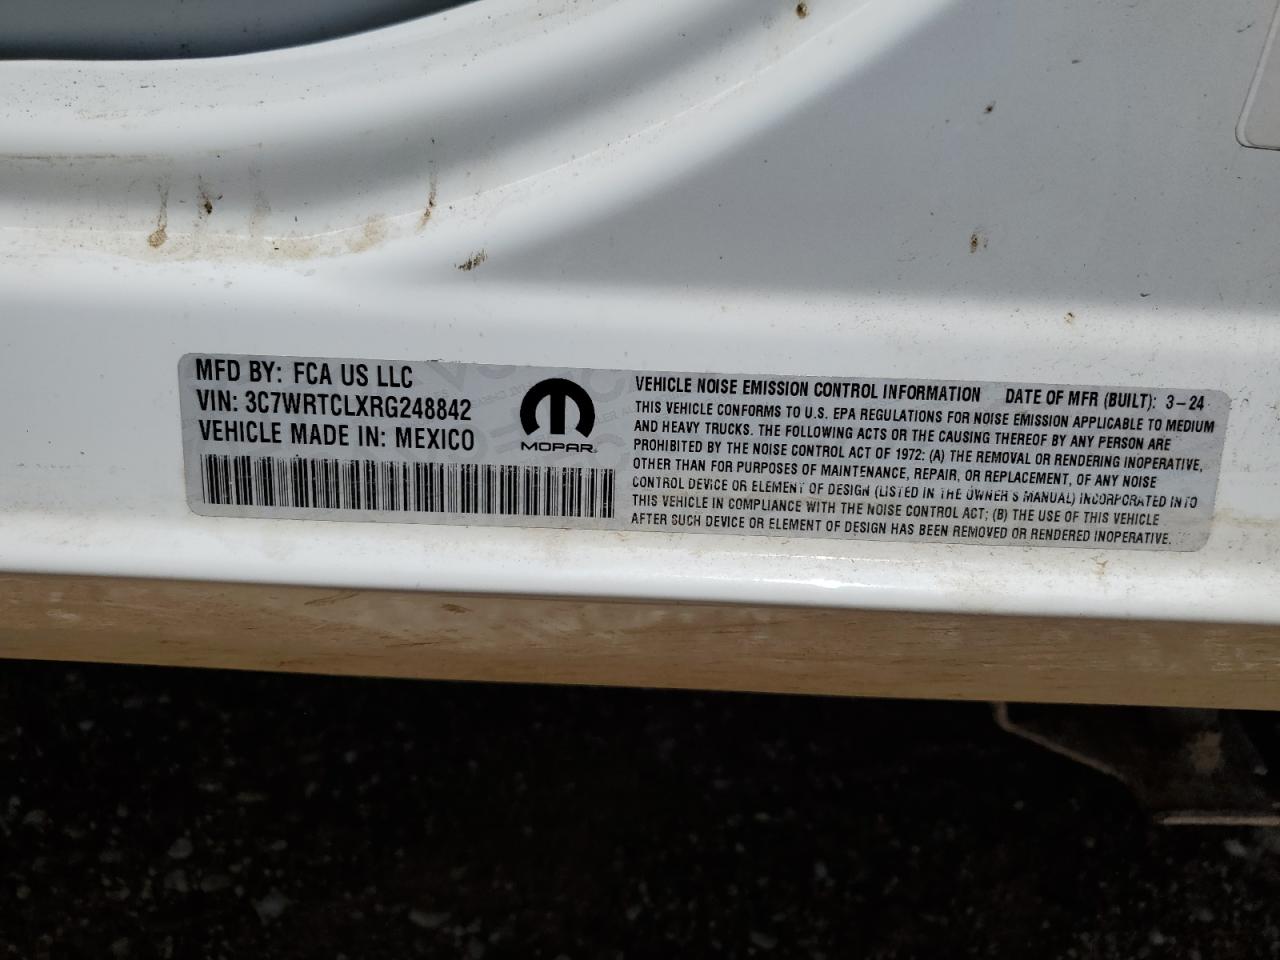 MFD BY: FCA US LLC
VIN: 3C7WRTCLXRG248842
VEHICLE MADE IN: MEXICO
MOPAR
VEHICLE NOISE EMISSION CONTROL INFORMATION DATE OF MFR (BUILT): 3-24
THIS VEHICLE CONFORMS TO U.S. EPA REGULATIONS FOR NOISE EMISSION APPLICABLE TO MEDIUM
AND HEAVY TRUCKS. THE FOLLOWING ACTS OR THE CAUSING THEREOF BY ANY PERSON ARE
PROHIBITED BY THE NOISE CONTROL ACT OF 1972: (A) THE REMOVAL OR RENDERING INOPERATIVE,
OTHER THAN FOR PURPOSES OF MAINTENANCE, REPAIR, OR REPLACEMENT, OF ANY NOISE
CONTROL DEVICE OR ELEMENT OF DESIGN (LISTED IN THE OWNER'S MANUAL) INCORPORATED INTO
THIS VEHICLE IN COMPLIANCE WITH THE NOISE CONTROL ACT; (B) THE USE OF THIS VEHICLE
AFTER SUCH DEVICE OR ELEMENT OF DESIGN HAS BEEN REMOVED OR RENDERED INOPERATIVE.